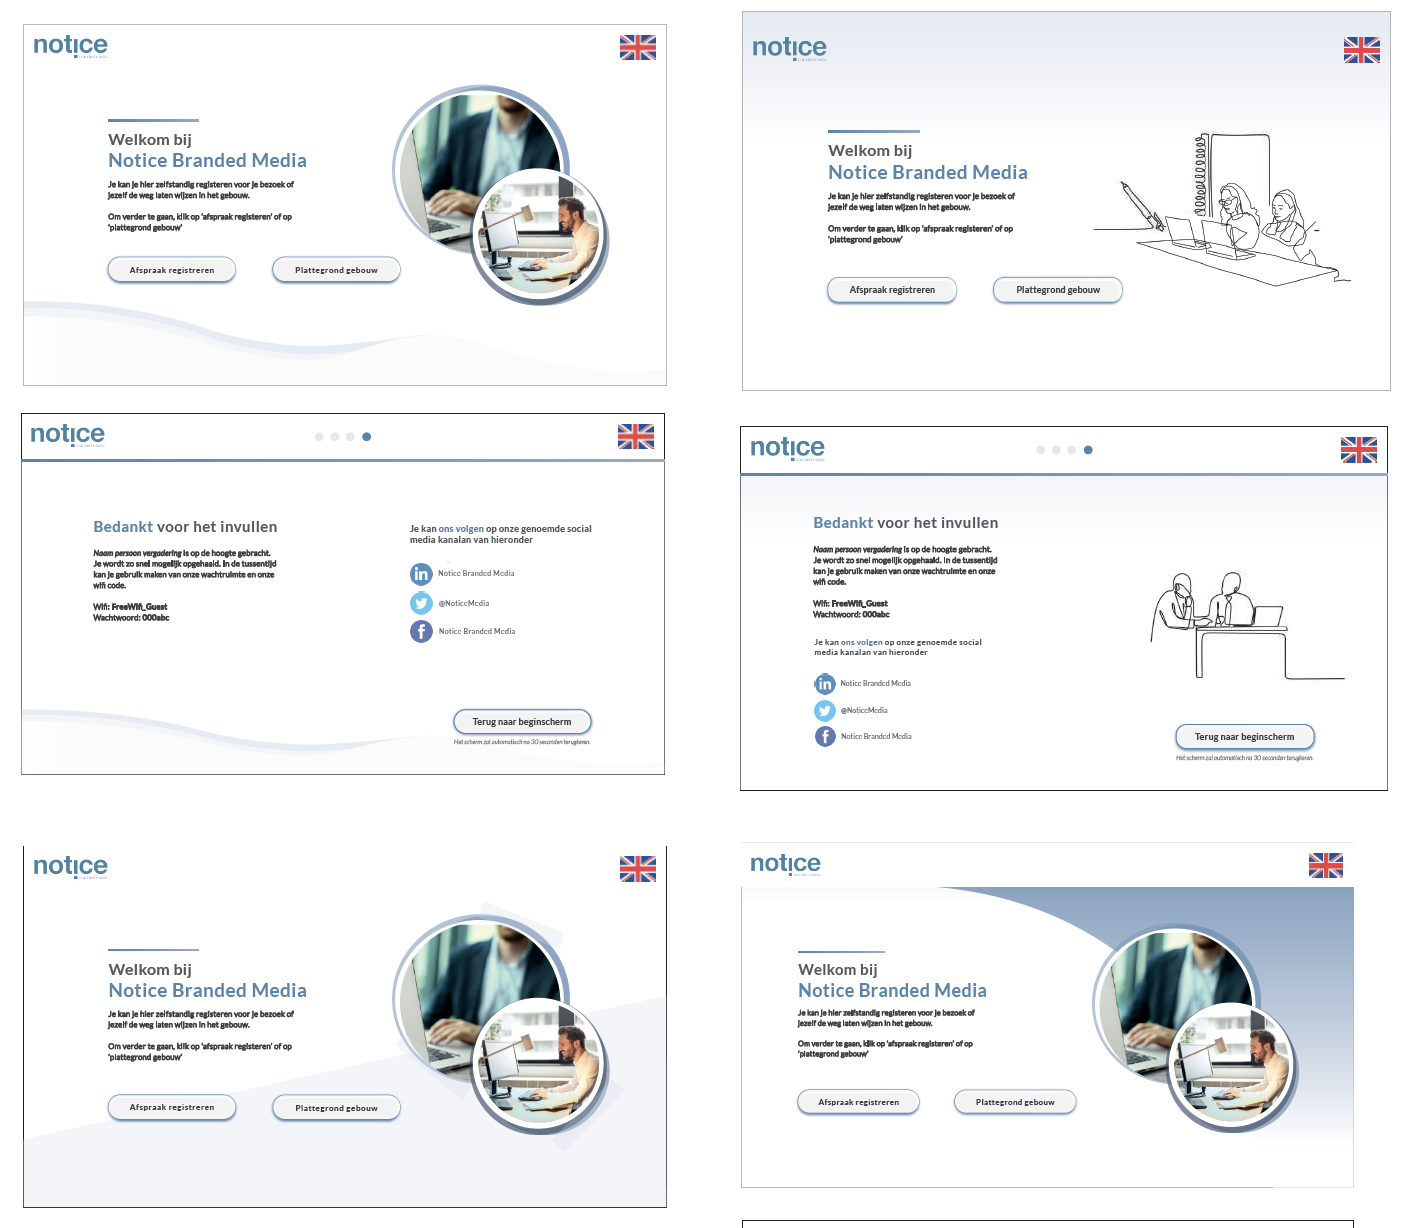 notice
Welkom bij
Notice Branded Media
Je kan je hier zelfstandig registeren voor je bezoek of
jezelf de weg laten wijzen in het gebouw.
Om verder te gaan, klik op 'afspraak registeren' of op
'plattegrond gebouw'
Afspraak registreren
Plattegrond gebouw
notice
Welkom bij
Notice Branded Media
Je kan je hier zelfstandig registeren voor je bezoek of
jezelf de weg laten wijzen in het gebouw.
Om verder te gaan, klik op 'afspraak registeren' of op
'plattegrond gebouw'
Afspraak registreren
Plattegrond gebouw
notice
Bedankt voor het invullen
Naam persoon vergadering is op de hoogte gebracht.
Je wordt zo snel mogelijk opgehaald. In de tussentijd
kan je gebruik maken van onze wachtruimte en onze
wifi code.
Wifi: FreeWifi_Guest
Wachtwoord: 000abc
Je kan ons volgen op onze genoemde social
media kanalan van hieronder
in Notice Branded Media
@NoticeMedia
f Notice Branded Media
Terug naar beginscherm
Het scherm zal automatisch na 30 seconden terugkeren.
notice
Bedankt voor het invullen
Naam persoon vergadering is op de hoogte gebracht.
Je wordt zo snel mogelijk opgehaald. In de tussentijd
kan je gebruik maken van onze wachtruimte en onze
wifi code.
Wifi: FreeWifi_Guest
Wachtwoord: 000abc
Je kan ons volgen op onze genoemde social
media kanalan van hieronder
in Notice Branded Media
@NoticeMedia
f Notice Branded Media
Terug naar beginscherm
Het scherm zal automatisch na 30 seconden terugkeren.
notice
Welkom bij
Notice Branded Media
Je kan je hier zelfstandig registeren voor je bezoek of
jezelf de weg laten wijzen in het gebouw.
Om verder te gaan, klik op 'afspraak registeren' of op
'plattegrond gebouw'
Afspraak registreren
Plattegrond gebouw
notice
branded media
Welkom bij
Notice Branded Media
Je kan je hier zelfstandig registeren voor je bezoek of
jezelf de weg laten wijzen in het gebouw.
Om verder te gaan, klik op 'afspraak registeren' of op
'plattegrond gebouw'
Afspraak registreren
Plattegrond gebouw